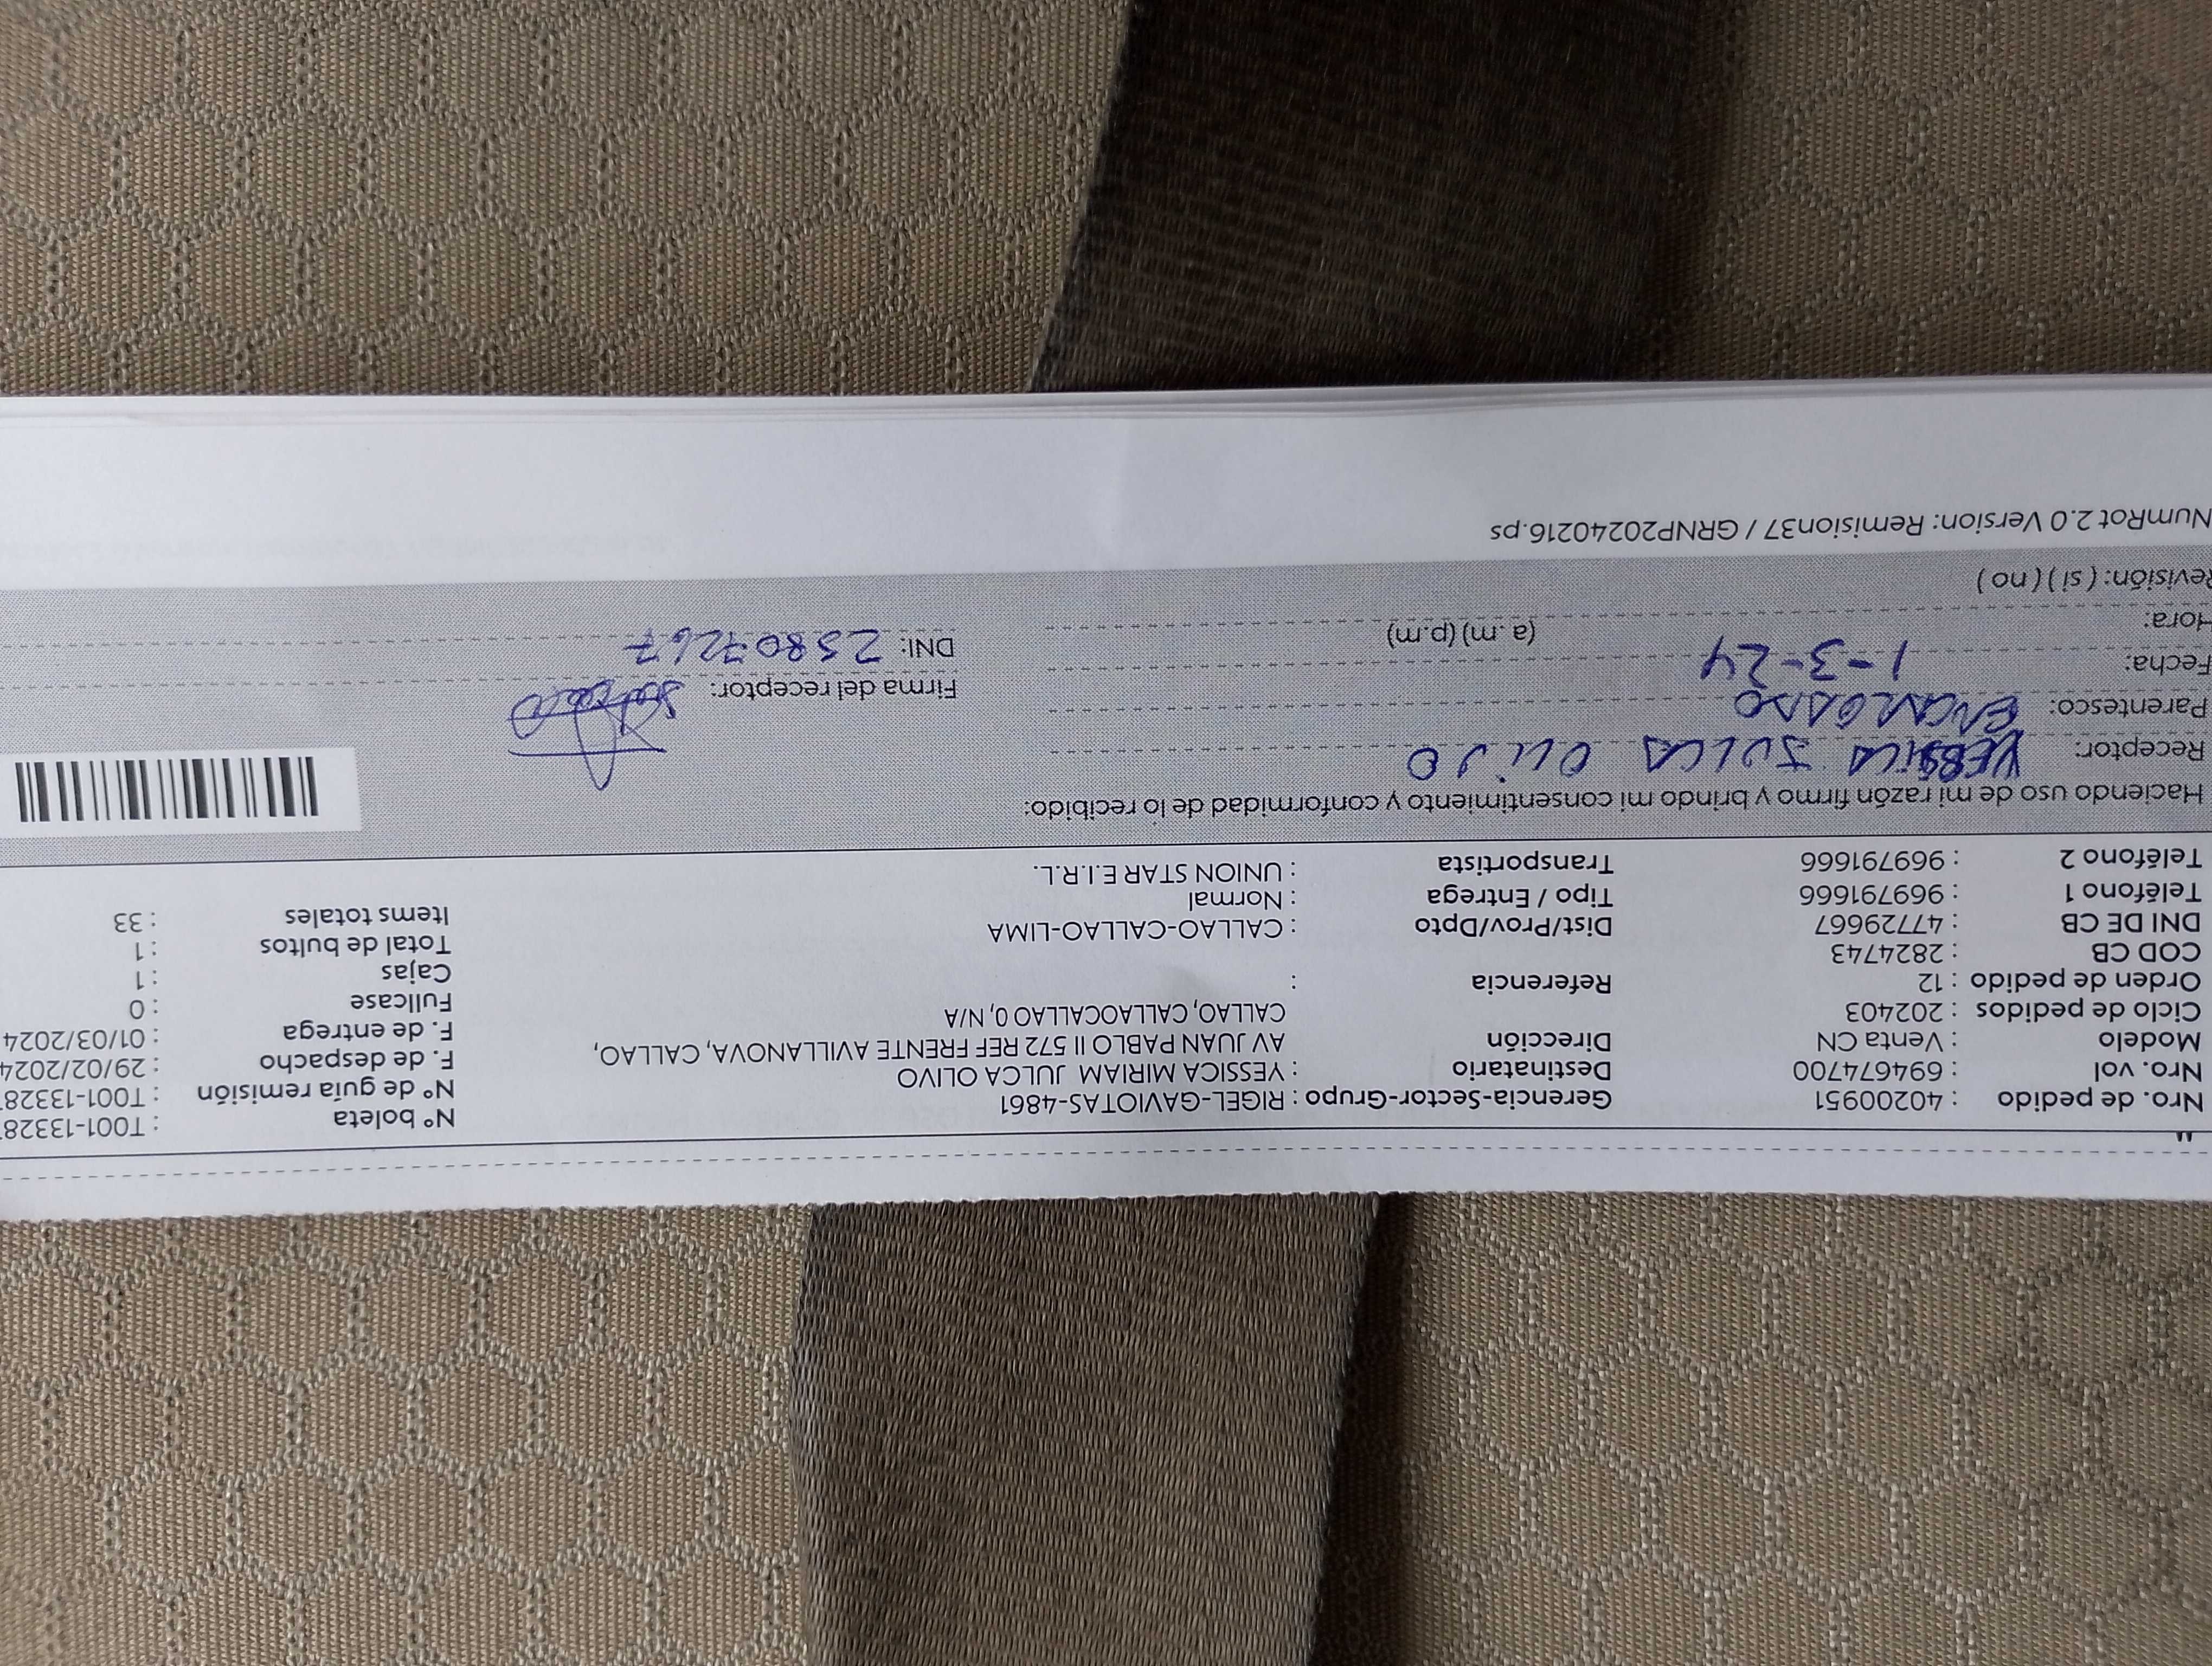 Nro. de pedido : 40200951 Gerencia-Sector-Grupo : RIGEL-GAVIOTAS-4861 N° boleta : T001-13328
Nro. vol : 694674700 Destinatario : YESSICA MIRIAM JULCA OLIVO N° de guía remisión : T001-13328
Modelo : Venta CN Dirección AV JUAN PABLO II 572 REF FRENTE AVILLANOVA, CALLAO, F. de despacho : 29/02/2024
Ciclo de pedidos : 202403 CALLAO, CALLAOCALLAO 0, N/A F. de entrega : 01/03/2024
Orden de pedido : 12 Referencia : Fullcase : 0
COD CB : 2824743 Cajas : 1
DNI DE CB : 47729667 Dist/Prov/Dpto : CALLAO-CALLAO-LIMA Total de bultos : 1
Teléfono 1 : 969791666 Tipo / Entrega : Normal Items totales : 33
Teléfono 2 : 969791666 Transportista : UNION STAR E.I.R.L.
Haciendo uso de mi razón firmo y brindo mi consentimiento y conformidad de lo recibido:
Receptor: YESSICA JULCA OLIVO
Parentesco: ENCARGADO Firma del receptor:
Fecha: 1-3-24 DNI: 25807267
Hora: (a .m) (p.m)
Revisión: ( si ) ( no )
NumRot 2.0 Version: Remision37 / GRNP20240216.ps